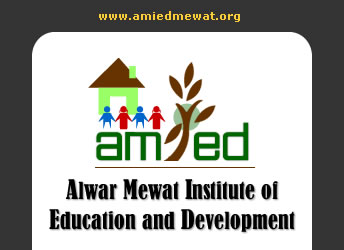 www.amiedmewat.org
amied
Alwar Mewat Institute of
Education and Development